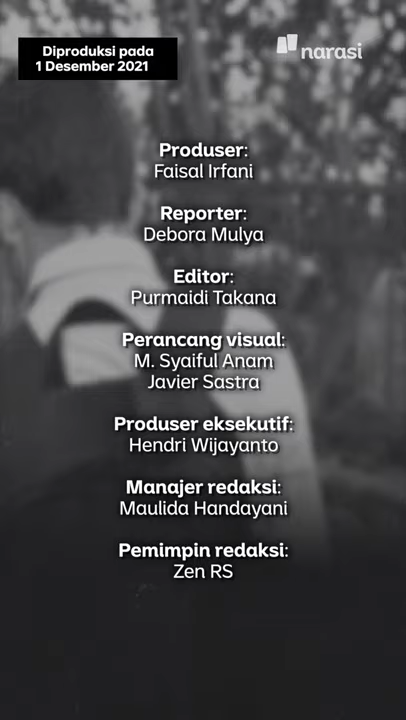 Diproduksi pada
1 Desember 2021
narasi
Produser:
Faisal Irfani
Reporter:
Debora Mulya
Editor:
Purmaidi Takana
Perancang visual:
M. Syaiful Anam
Javier Sastra
Produser eksekutif:
Hendri Wijayanto
Manajer redaksi:
Maulida Handayani
Pemimpin redaksi:
Zen RS